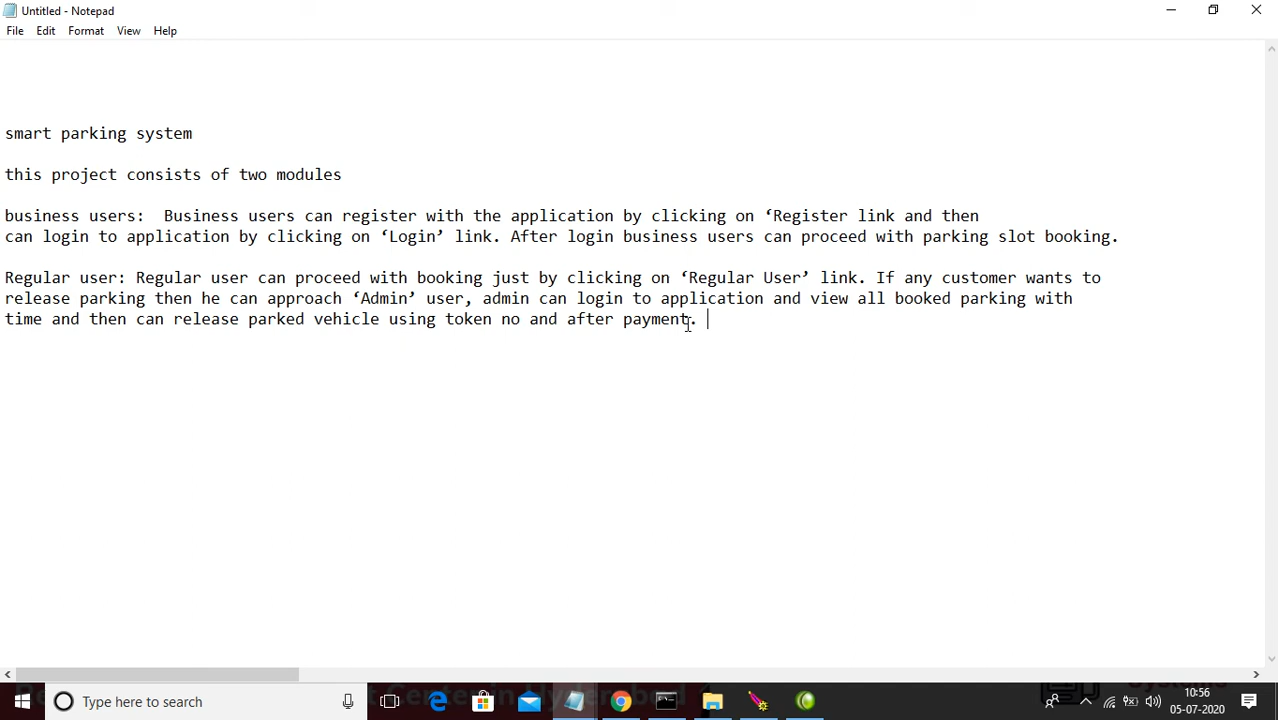 Untitled - Notepad
File Edit Format View Help
smart parking system
this project consists of two modules
business users:  Business users can register with the application by clicking on ‘Register link and then
can login to application by clicking on ‘Login’ link. After login business users can proceed with parking slot booking.
Regular user: Regular user can proceed with booking just by clicking on ‘Regular User’ link. If any customer wants to
release parking then he can approach ‘Admin’ user, admin can login to application and view all booked parking with
time and then can release parked vehicle using token no and after payment.
Type here to search
10:56
05-07-2020